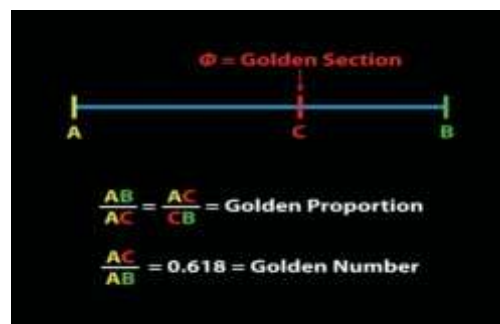 Φ = Golden Section
A C B
AB/AC = AC/CB = Golden Proportion
AC/AB = 0.618 = Golden Number